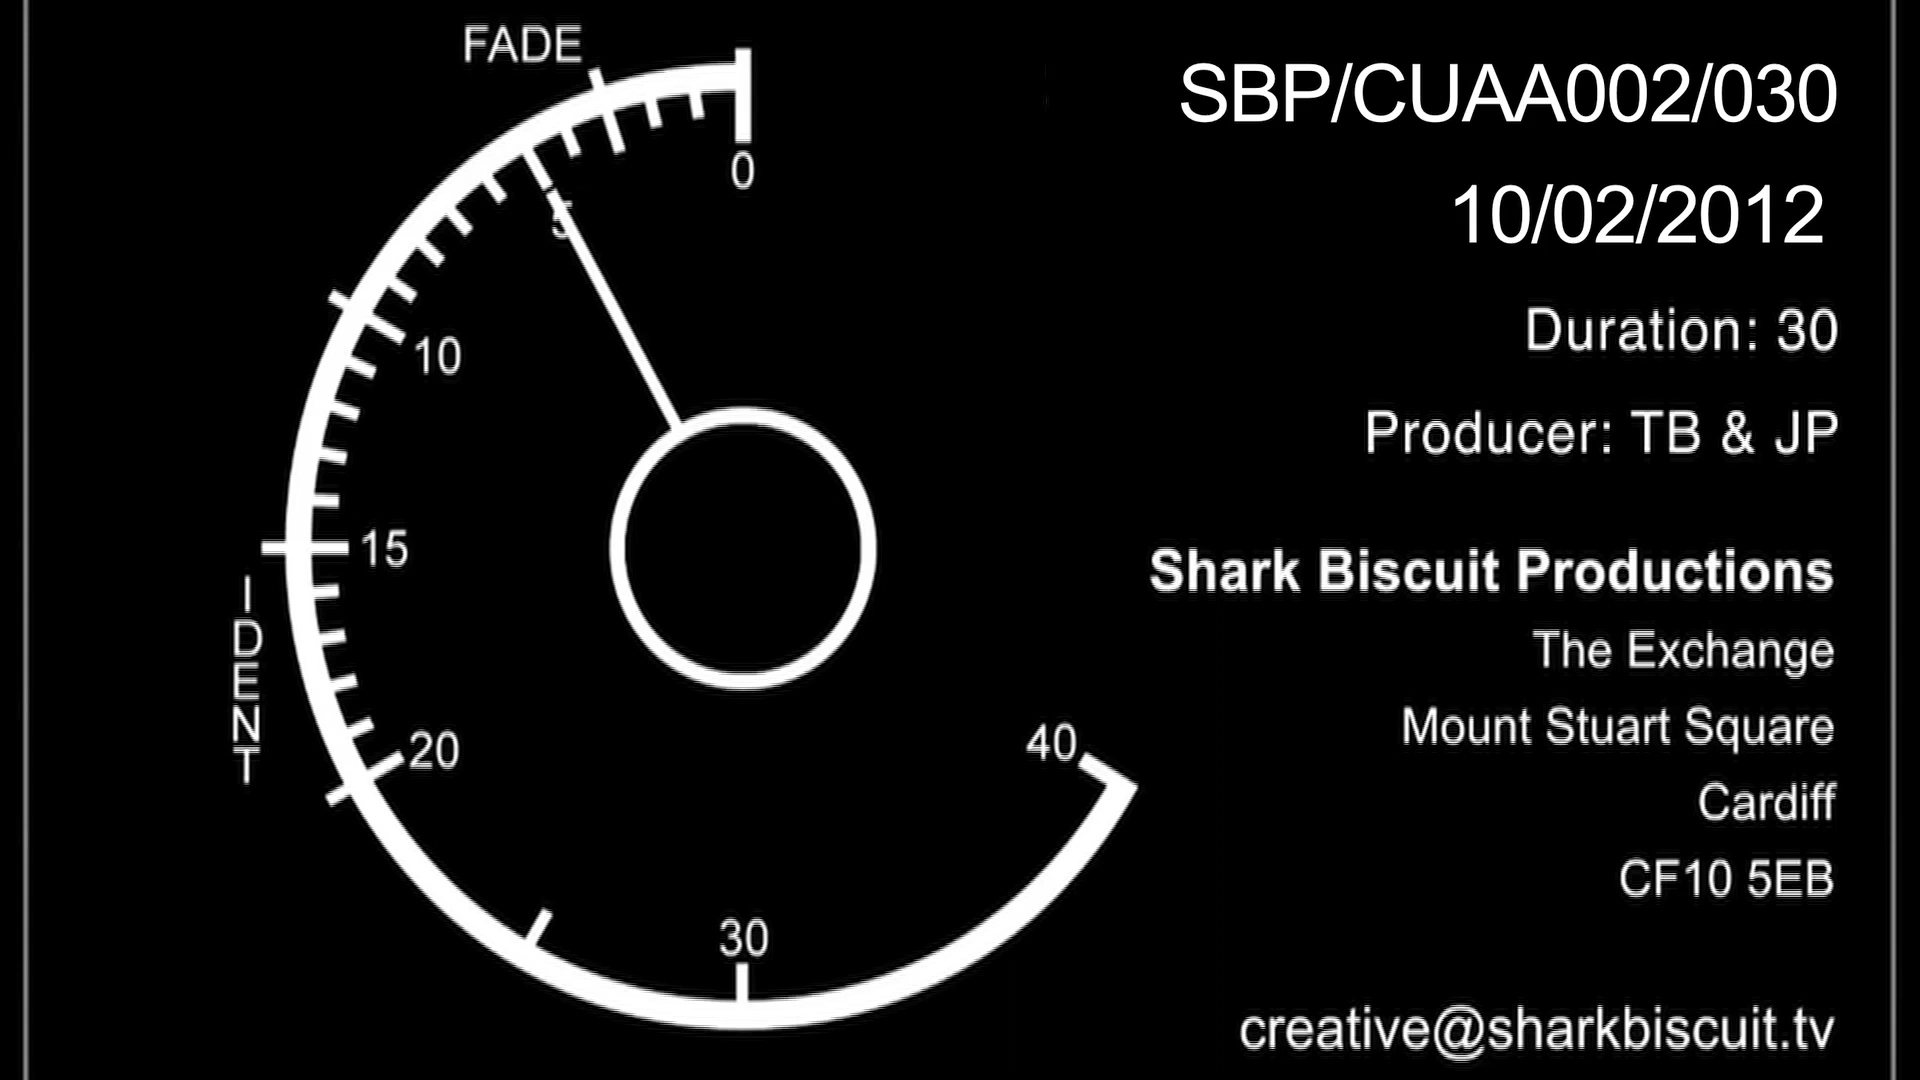 FADE
0
5
10
15
IDENT
20
30
40
SBP/CUAA002/030
10/02/2012
Duration: 30
Producer: TB & JP
Shark Biscuit Productions
The Exchange
Mount Stuart Square
Cardiff
CF10 5EB
creative@sharkbiscuit.tv